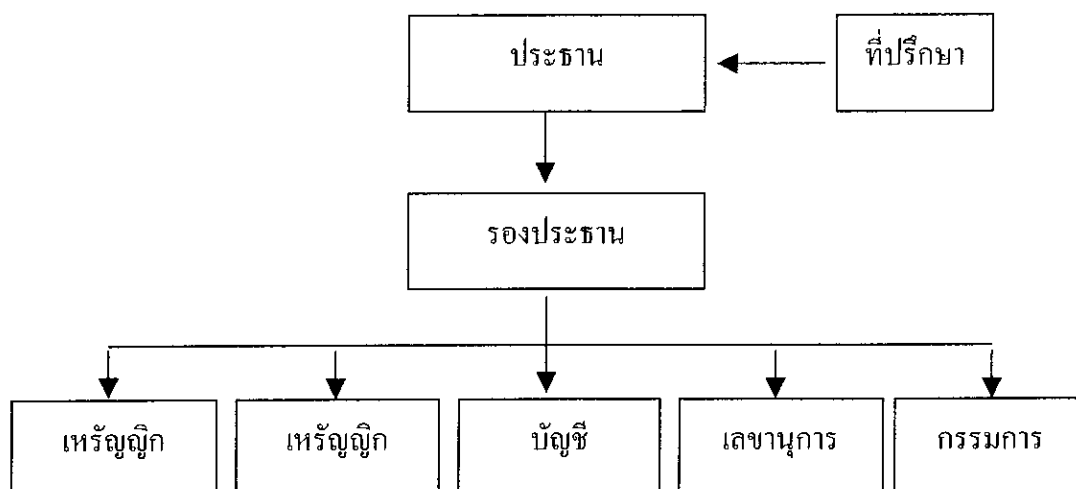 ประธาน
ที่ปรึกษา
รองประธาน
เหรัญญิก
เหรัญญิก
บัญชี
เลขานุการ
กรรมการ